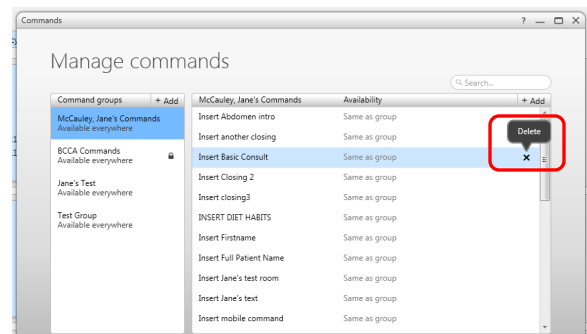 Commands
Manage commands
Search...
Command groups + Add
McCauley, Jane's Commands
Available everywhere
BCCA Commands
Available everywhere
Jane's Test
Available everywhere
Test Group
Available everywhere
McCauley, Jane's Commands Availability + Add
Insert Abdomen intro Same as group
Insert another closing Same as group
Delete
Insert Basic Consult Same as group
Insert Closing 2 Same as group
Insert closing3 Same as group
INSERT DIET HABITS Same as group
Insert Firstname Same as group
Insert Full Patient Name Same as group
Insert Jane's test room Same as group
Insert Jane's text Same as group
Insert mobile command Same as group